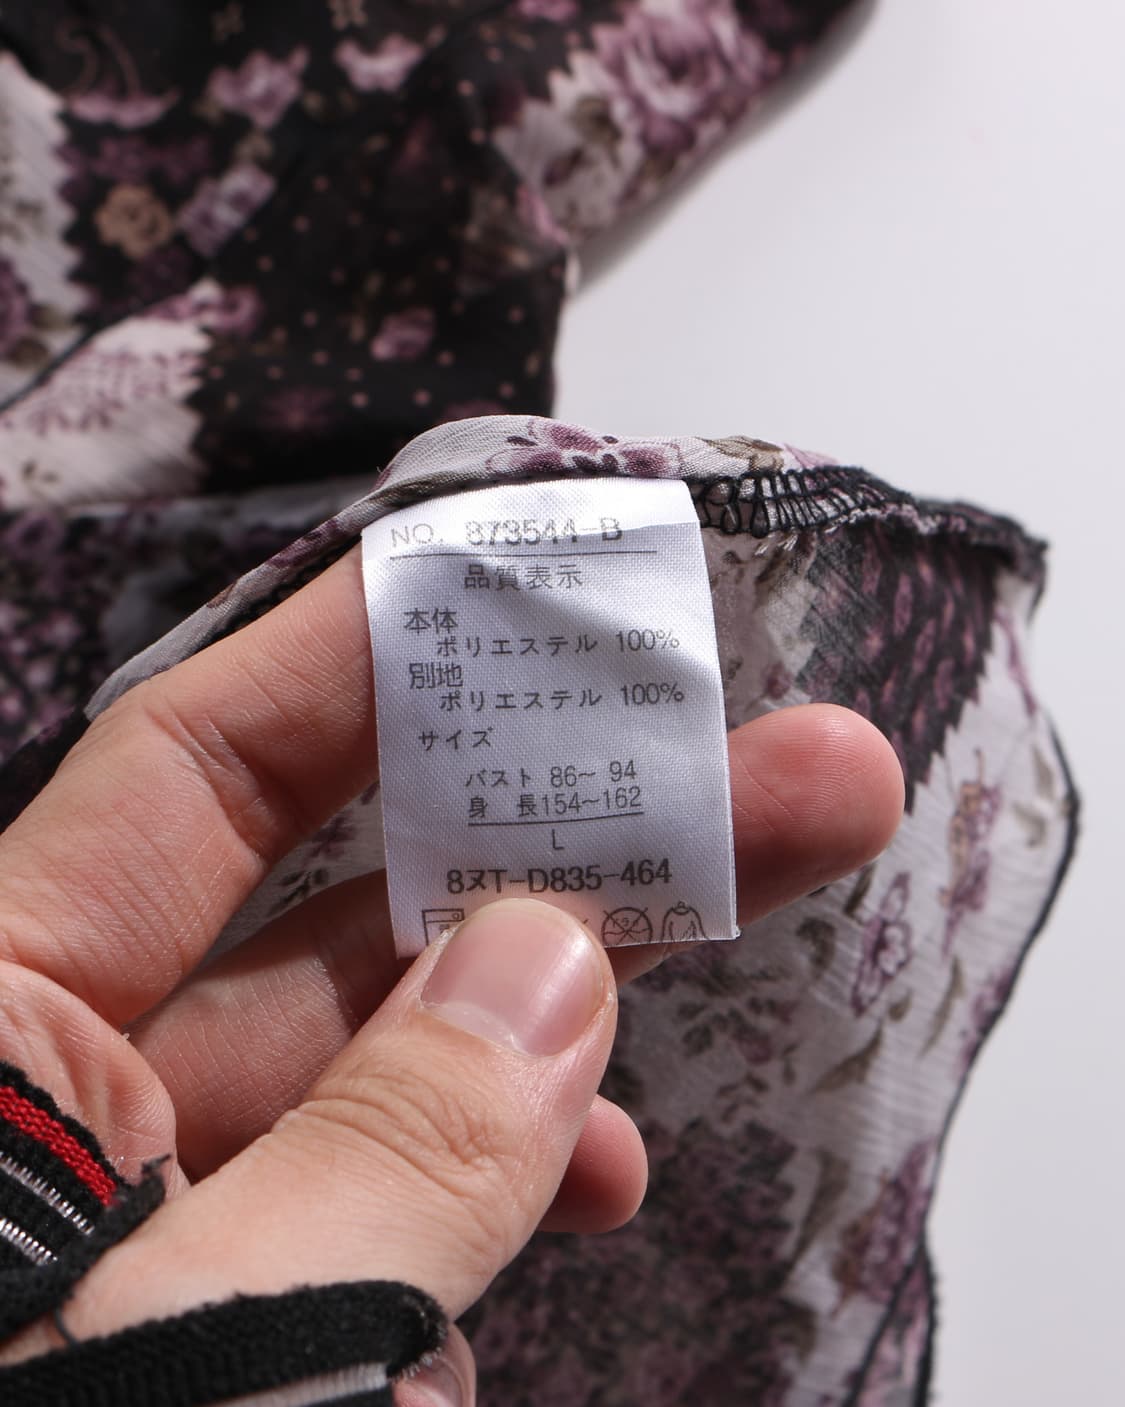 NO. 873544-B
品質表示
本体
ポリエステル 100%
別地
ポリエステル 100%
サイズ
バスト 86~ 94
身 長154~162
L
8ヌT-D835-464